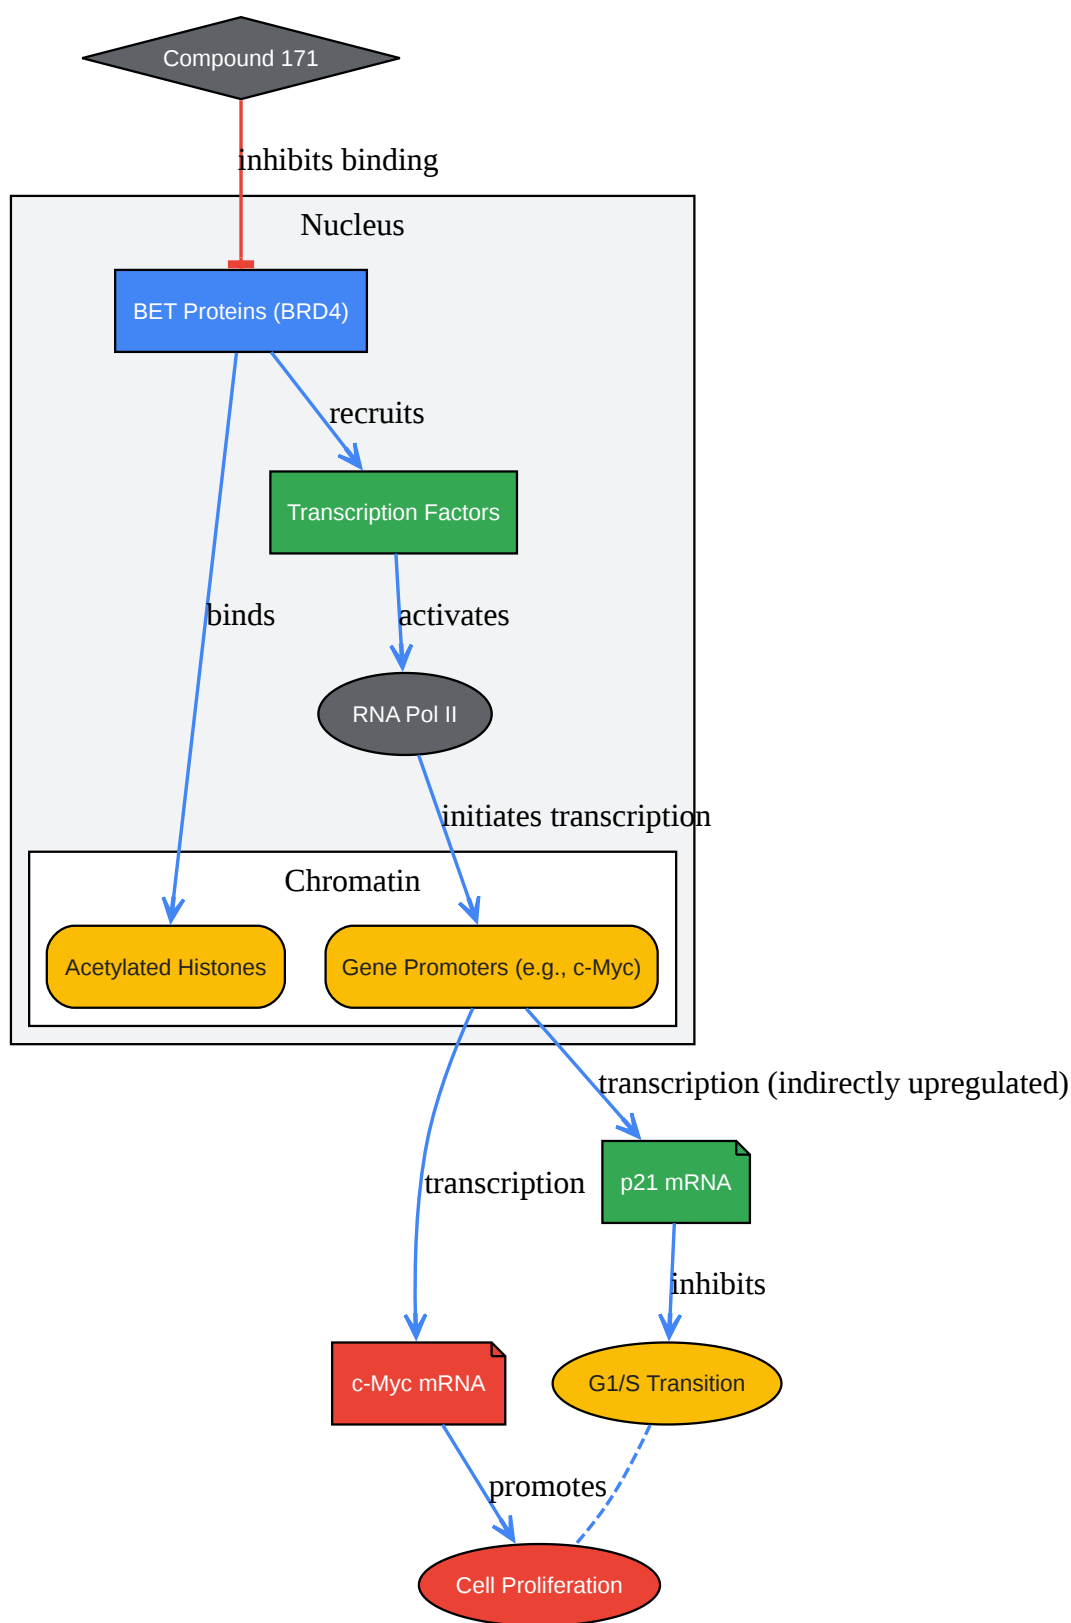 Compound 171
inhibits binding
Nucleus
BET Proteins (BRD4)
recruits
Transcription Factors
binds
activates
RNA Pol II
initiates transcription
Chromatin
Acetylated Histones
Gene Promoters (e.g., c-Myc)
transcription (indirectly upregulated)
transcription
p21 mRNA
inhibits
c-Myc mRNA
G1/S Transition
promotes
Cell Proliferation